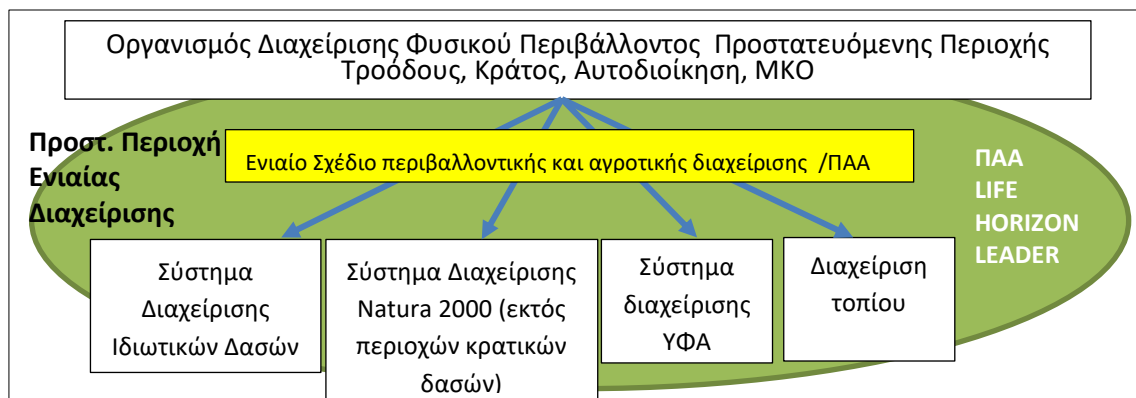 Οργανισμός Διαχείρισης Φυσικού Περιβάλλοντος Προστατευόμενης Περιοχής
Τροόδους, Κράτος, Αυτοδιοίκηση, ΜΚΟ
Προστ. Περιοχή
Ενιαίας
Διαχείρισης
Ενιαίο Σχέδιο περιβαλλοντικής και αγροτικής διαχείρισης /ΠΑΑ
ΠΑΑ
LIFE
HORIZON
LEADER
Σύστημα
Διαχείρισης
Ιδιωτικών Δασών
Σύστημα Διαχείρισης
Natura 2000 (εκτός
περιοχών κρατικών
δασών)
Σύστημα
διαχείρισης
ΥΦΑ
Διαχείριση
τοπίου